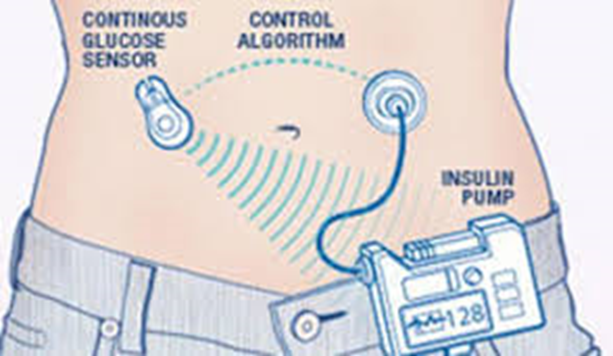 CONTINOUS
GLUCOSE
SENSOR
CONTROL
ALGORITHM
INSULIN
PUMP
128